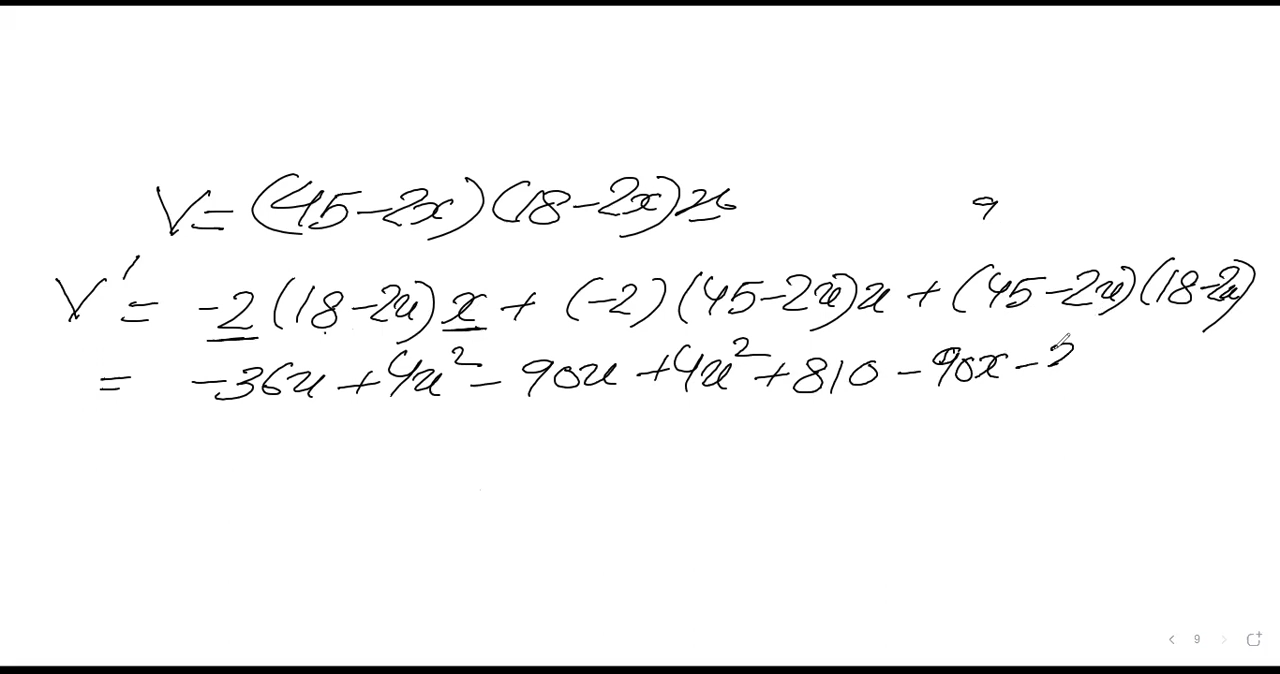 V = (45-2x)(18-2x)x
9
V' = -2(18-2x)x + (-2)(45-2x)x + (45-2x)(18-2x)
= -36x + 4x² - 90x + 4x² + 810 - 90x - 3
9